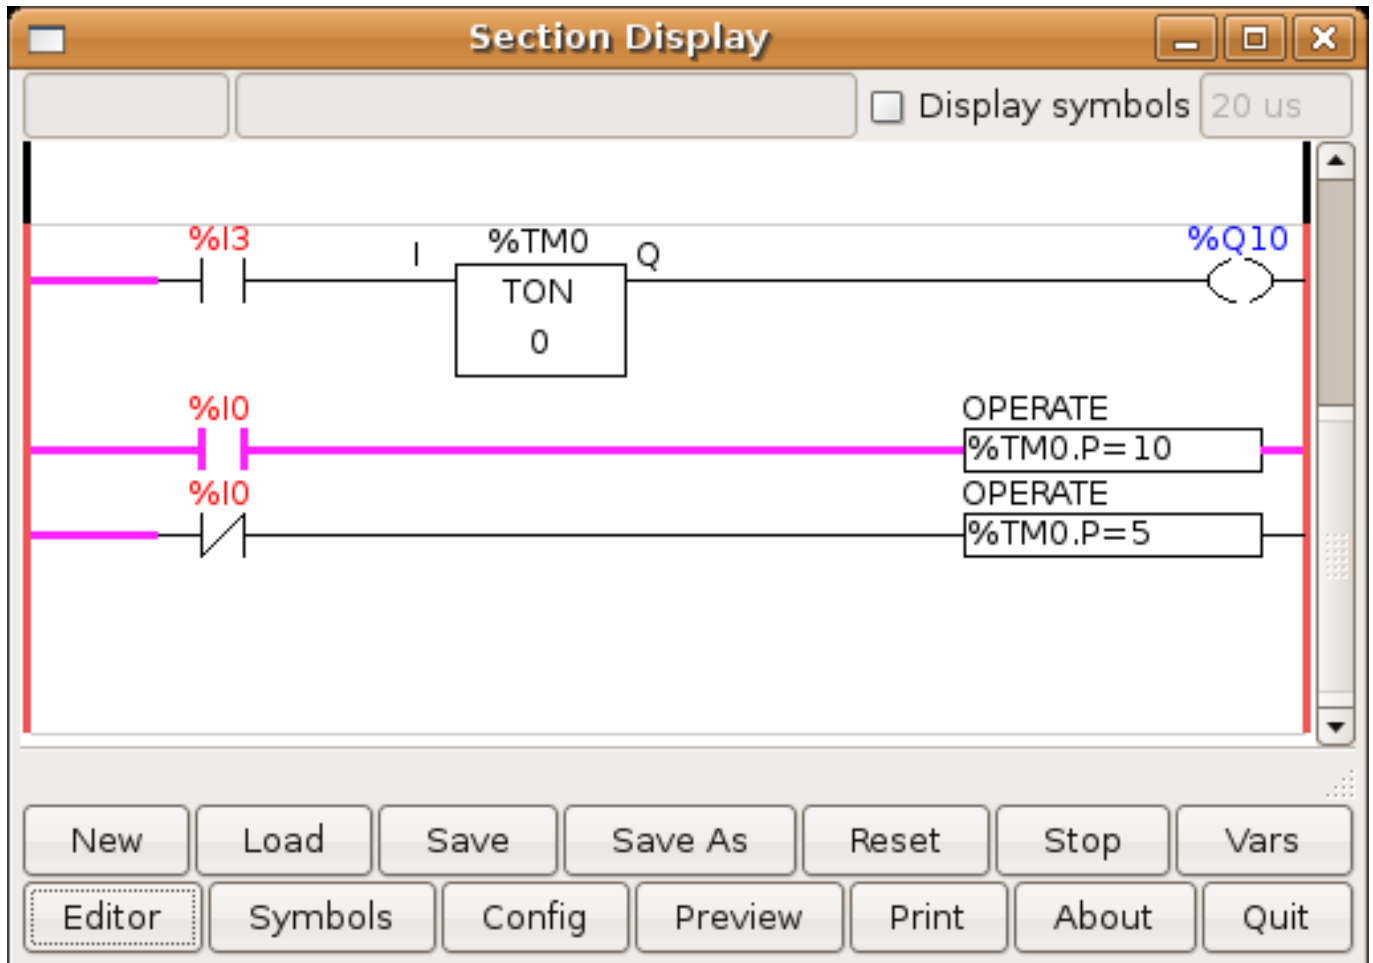 Section Display
Display symbols 20 us
%I3 I %TM0 Q %Q10
TON
0
%I0 OPERATE
%TM0.P=10
%I0 OPERATE
%TM0.P=5
New Load Save Save As Reset Stop Vars
Editor Symbols Config Preview Print About Quit